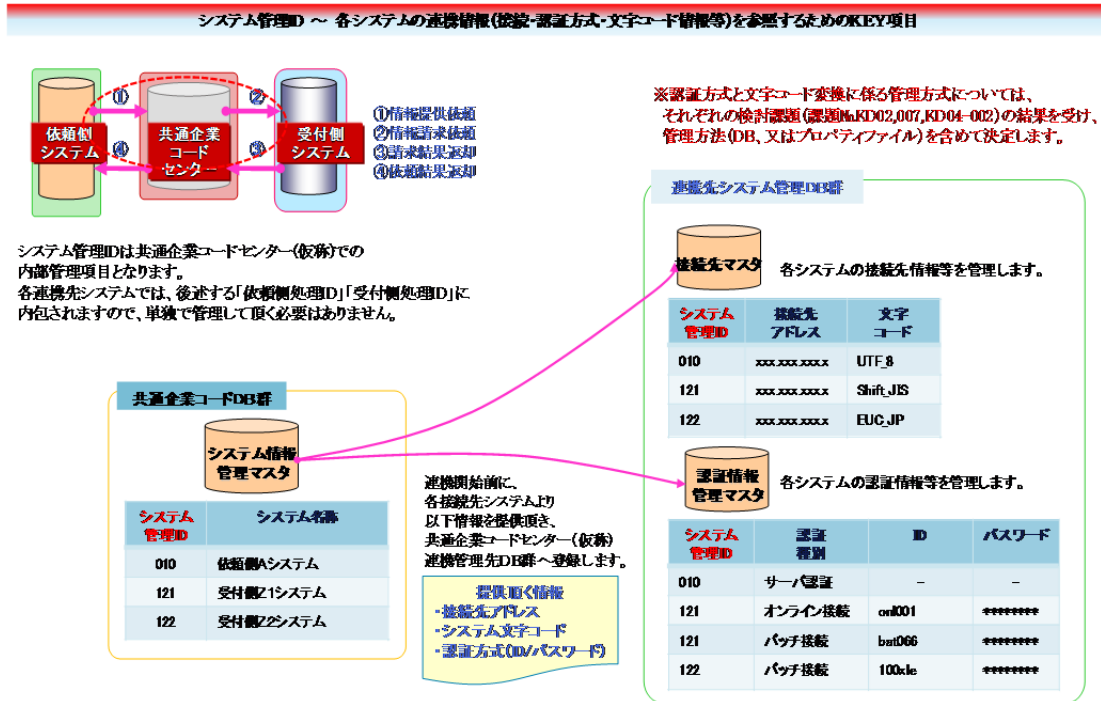 システム管理ID ～ 各システムの連携情報(接続・認証方式・文字コード情報等)を参照するためのKEY項目
① ②
依頼側
システム
共通企業
コード
センター
受付側
システム
④ ③
①情報提供依頼
②情報請求依頼
③請求結果返却
④依頼結果返却
※認証方式と文字コード変換に係る管理方式については、
それぞれの検討課題(課題№KD02,007,KD04-002)の結果を受け、
管理方法(DB、又はプロパティファイル)を含めて決定します。
システム管理IDは共通企業コードセンター(仮称)での
内部管理項目となります。
各連携先システムでは、後述する「依頼側処理ID」「受付側処理ID」に
内包されますので、単独で管理して頂く必要はありません。
連携先システム管理DB群
接続先マスタ
各システムの接続先情報等を管理します。
システム
管理ID 接続先
アドレス 文字
コード
010 xxx.xxx.xxx.x UTF_8
121 xxx.xxx.xxx.x Shift_JIS
122 xxx.xxx.xxx.x EUC_JP
共通企業コードDB群
システム情報
管理マスタ
システム
管理ID システム名称
010 依頼側Aシステム
121 受付側Z1システム
122 受付側Z2システム
連携開始前に、
各接続先システムより
以下情報を提供頂き、
共通企業コードセンター(仮称)
連携管理先DB群へ登録します。
提供頂く情報
・接続先アドレス
・システム文字コード
・認証方式(ID/パスワード)
認証情報
管理マスタ
各システムの認証情報等を管理します。
システム
管理ID 認証
種別 ID パスワード
010 サーバ認証 － －
121 オンライン接続 onl001 ********
121 バッチ接続 bat066 ********
122 バッチ接続 100xle ********